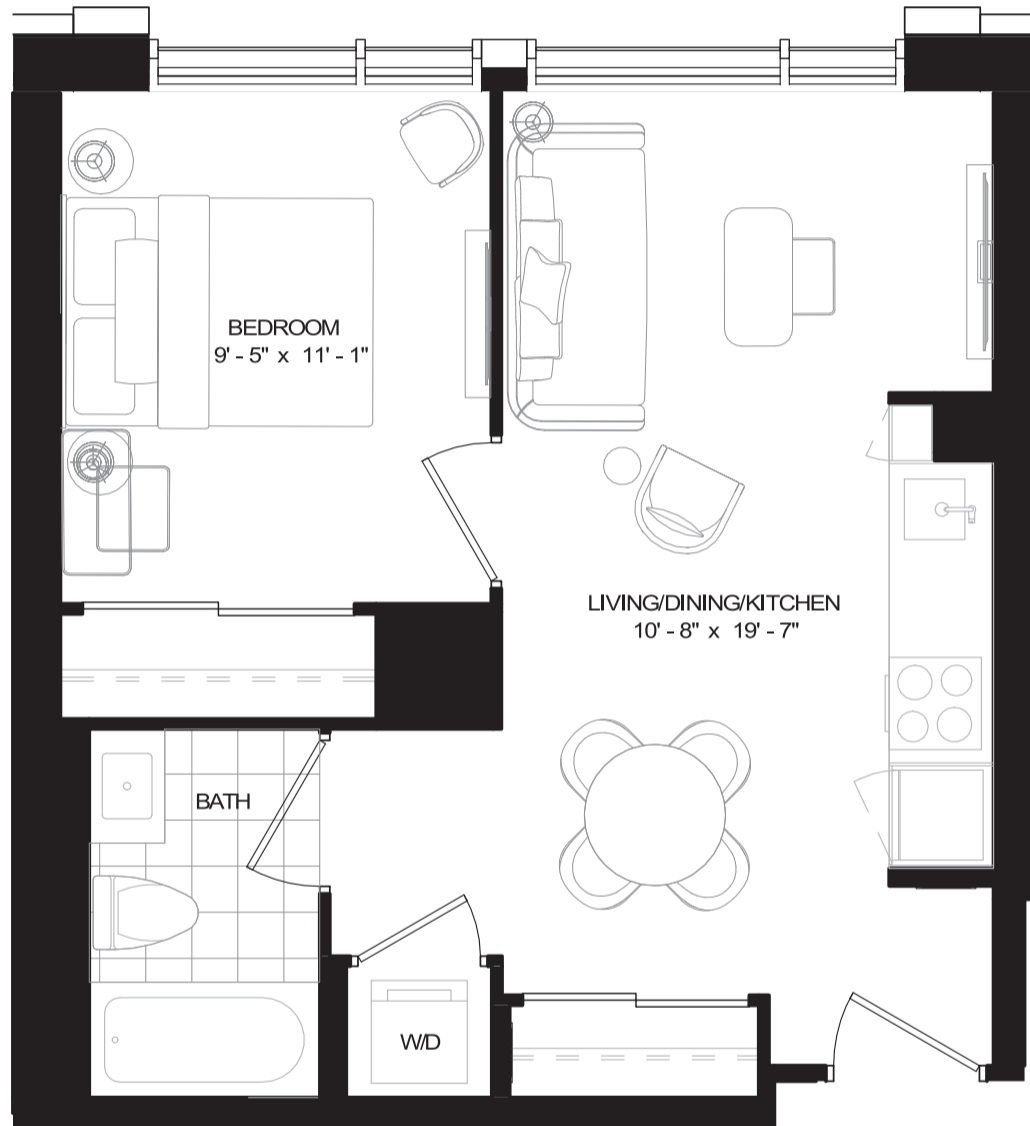 BEDROOM
9' - 5" x 11' - 1"
LIVING/DINING/KITCHEN
10' - 8" x 19' - 7"
BATH
W/D